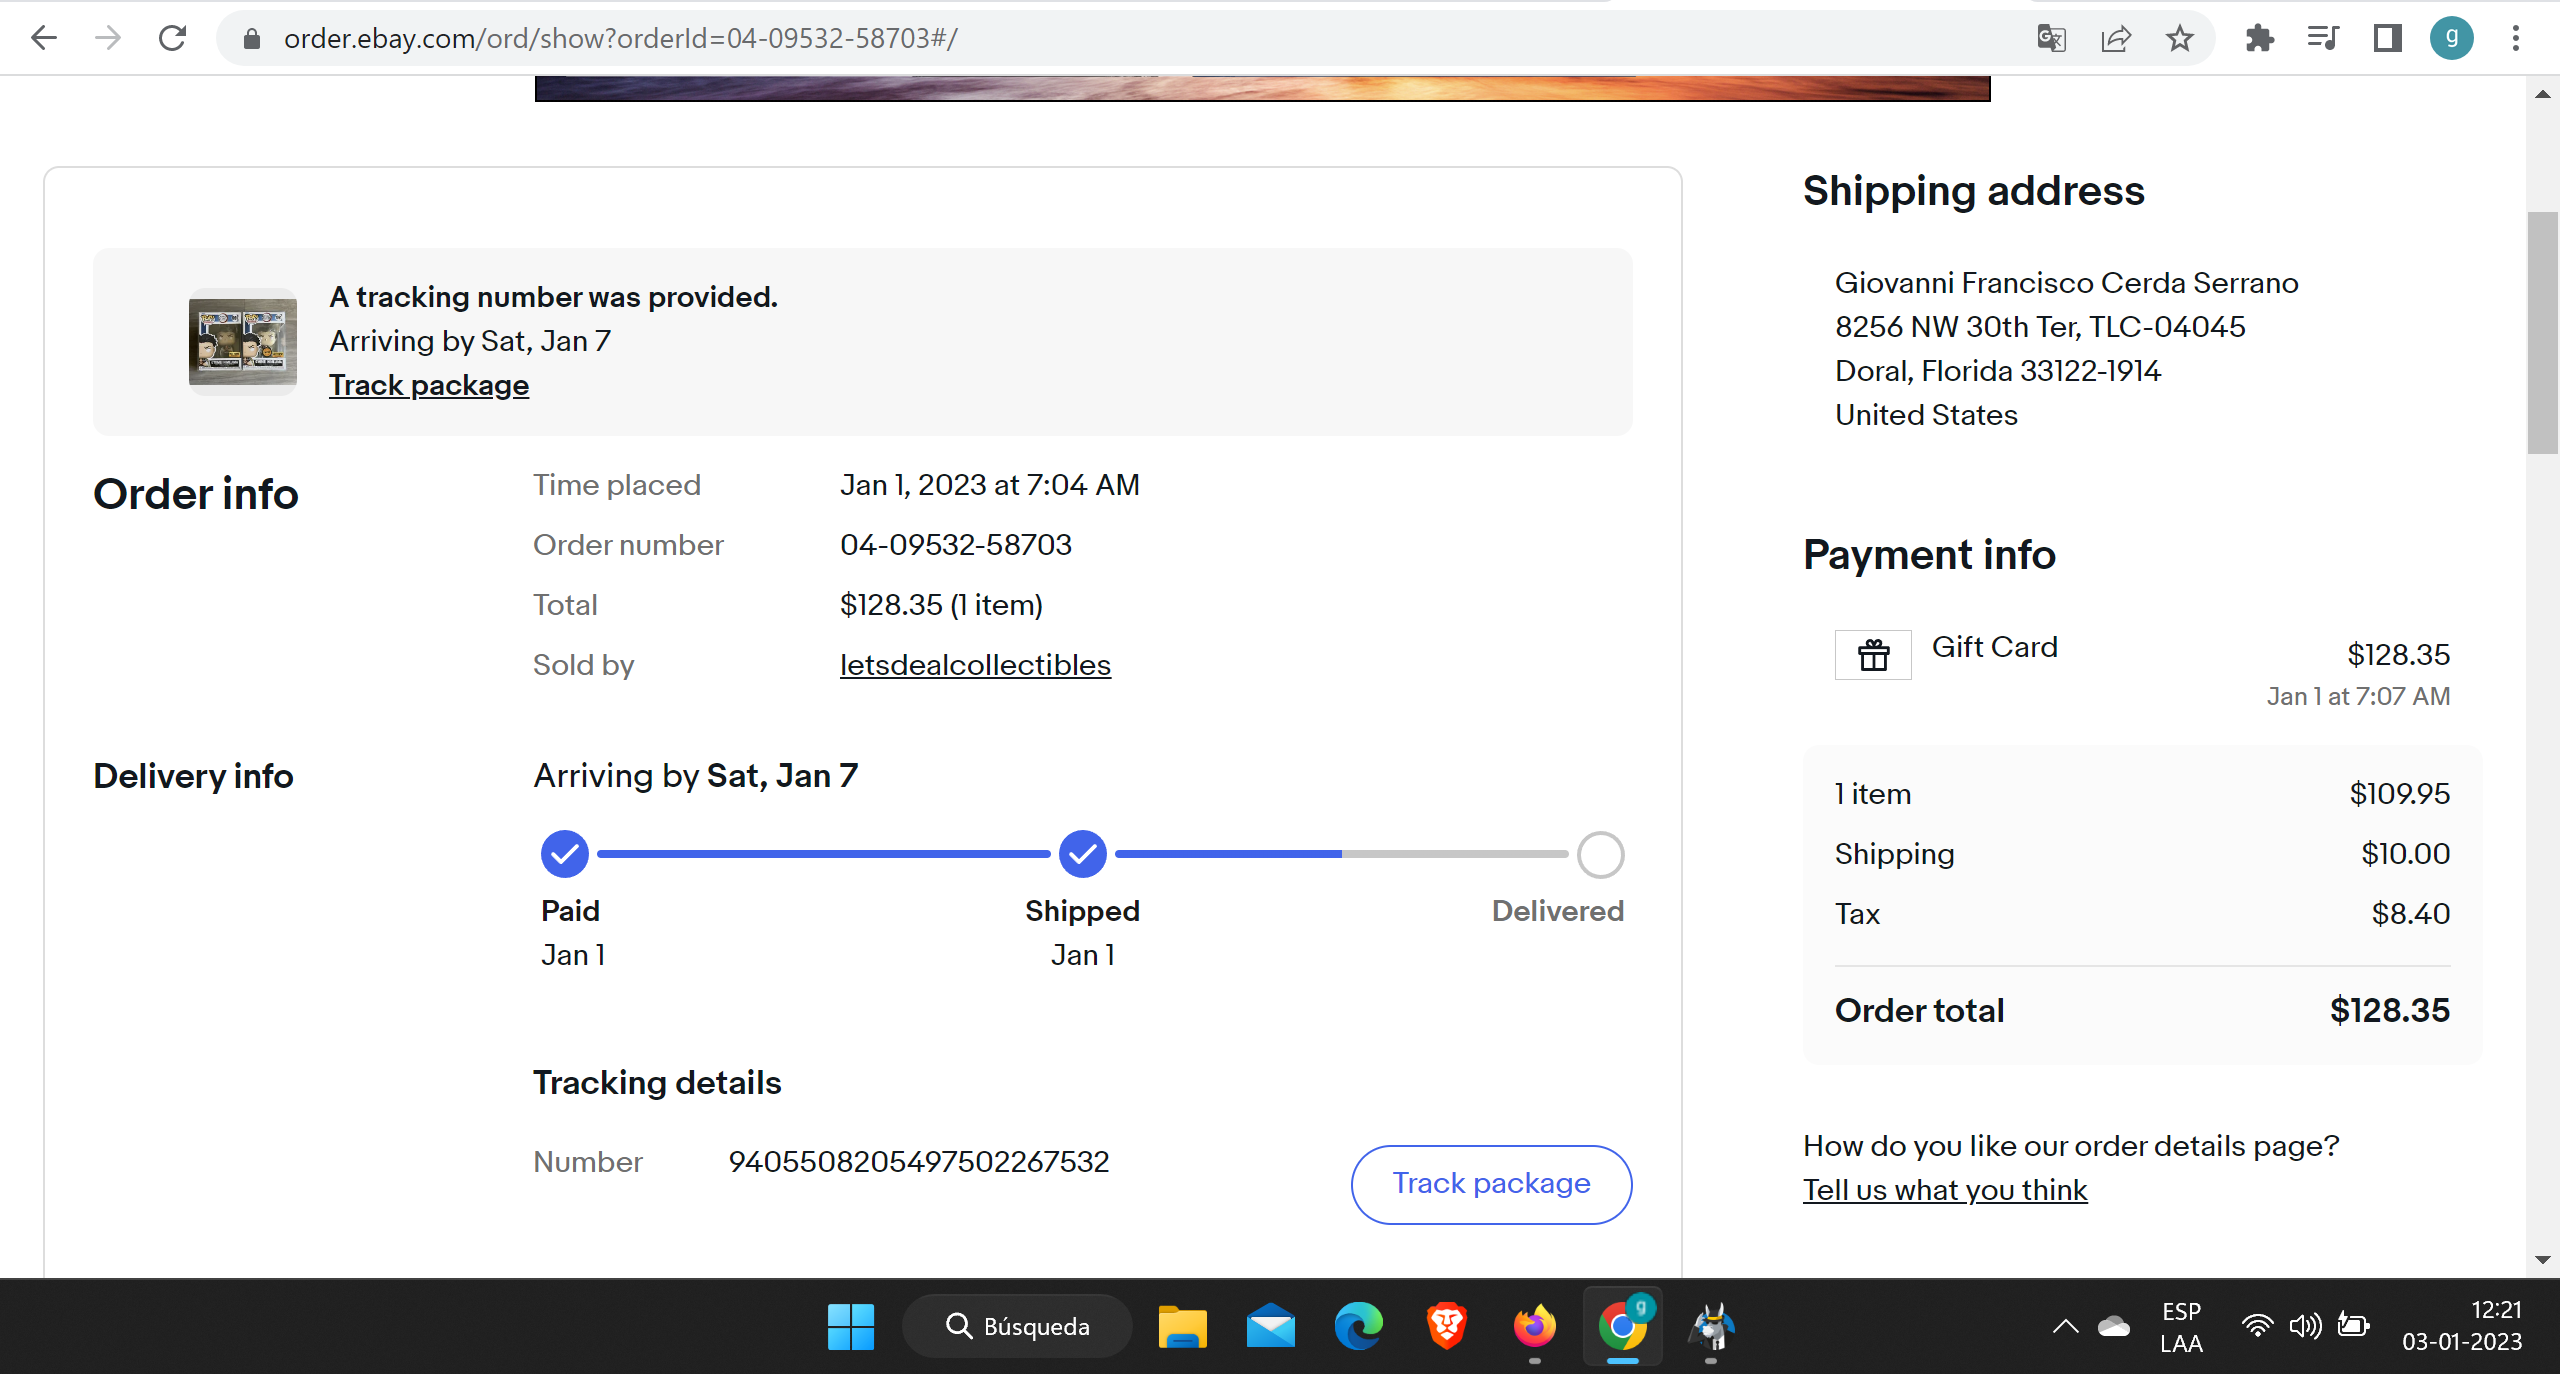 order.ebay.com/ord/show?orderId=04-09532-58703#/
g
A tracking number was provided.
Arriving by Sat, Jan 7
Track package
Order info
Time placed Jan 1, 2023 at 7:04 AM
Order number 04-09532-58703
Total $128.35 (1 item)
Sold by letsdealcollectibles
Delivery info
Arriving by Sat, Jan 7
Paid
Jan 1
Shipped
Jan 1
Delivered
Tracking details
Number 9405508205497502267532
Track package
Shipping address
Giovanni Francisco Cerda Serrano
8256 NW 30th Ter, TLC-04045
Doral, Florida 33122-1914
United States
Payment info
Gift Card $128.35
Jan 1 at 7:07 AM
1 item $109.95
Shipping $10.00
Tax $8.40
Order total $128.35
How do you like our order details page?
Tell us what you think
Búsqueda
g
ESP
LAA
12:21
03-01-2023